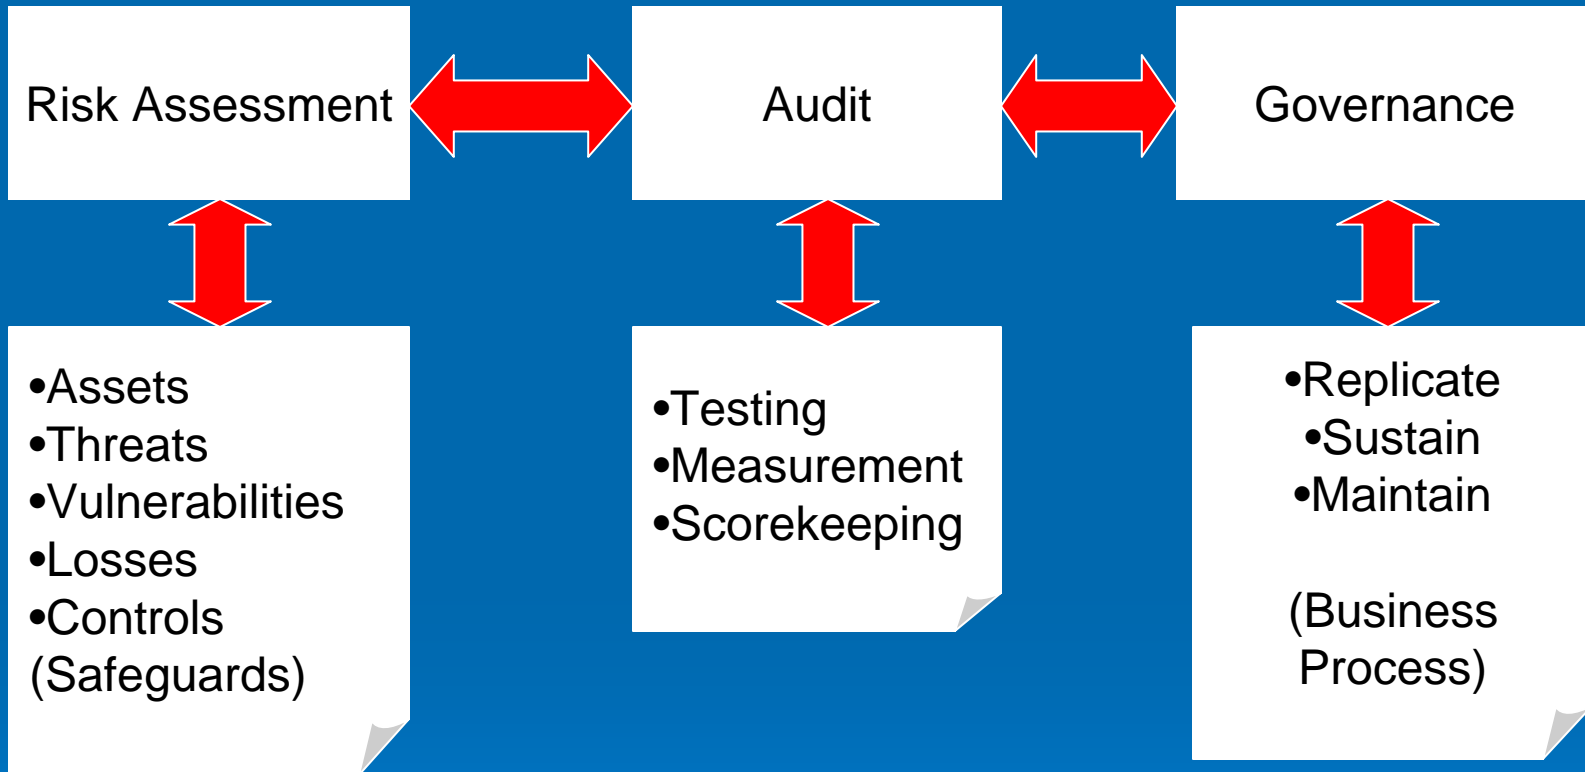 Risk Assessment
Audit
Governance
•Assets
•Threats
•Vulnerabilities
•Losses
•Controls
(Safeguards)
•Testing
•Measurement
•Scorekeeping
•Replicate
•Sustain
•Maintain
(Business
Process)